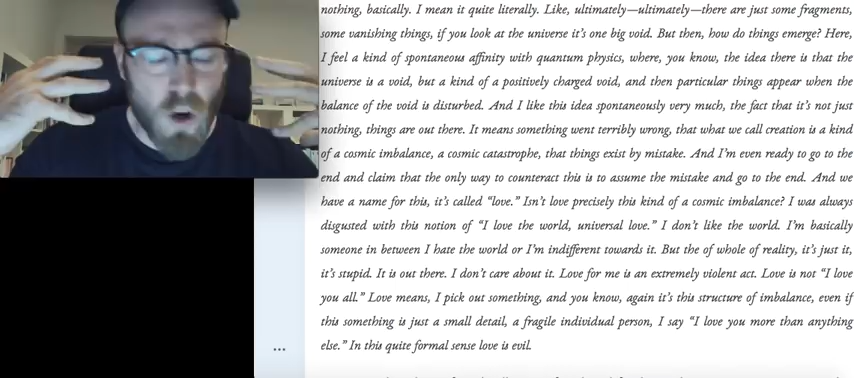 nothing, basically. I mean it quite literally. Like, ultimately—ultimately—there are just some fragments,
some vanishing things, if you look at the universe it's one big void. But then, how do things emerge? Here,
I feel a kind of spontaneous affinity with quantum physics, where, you know, the idea there is that the
universe is a void, but a kind of a positively charged void, and then particular things appear when the
balance of the void is disturbed. And I like this idea spontaneously very much, the fact that it's not just
nothing, things are out there. It means something went terribly wrong, that what we call creation is a kind
of a cosmic imbalance, a cosmic catastrophe, that things exist by mistake. And I'm even ready to go to the
end and claim that the only way to counteract this is to assume the mistake and go to the end. And we
have a name for this, it's called “love.” Isn't love precisely this kind of a cosmic imbalance? I was always
disgusted with this notion of “I love the world, universal love.” I don't like the world. I'm basically
someone in between I hate the world or I'm indifferent towards it. But the of whole of reality, it's just it,
it's stupid. It is out there. I don't care about it. Love for me is an extremely violent act. Love is not “I love
you all.” Love means, I pick out something, and you know, again it's this structure of imbalance, even if
this something is just a small detail, a fragile individual person, I say “I love you more than anything
else.” In this quite formal sense love is evil.